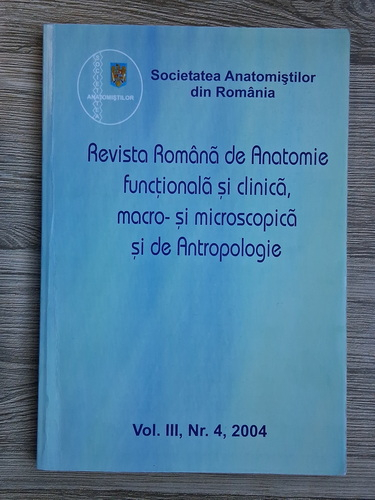 ANATOMIŞTILOR
Societatea Anatomiştilor
din România
Revista Română de Anatomie
funcţională şi clinică,
macro- şi microscopică
şi de Antropologie
Vol. III, Nr. 4, 2004